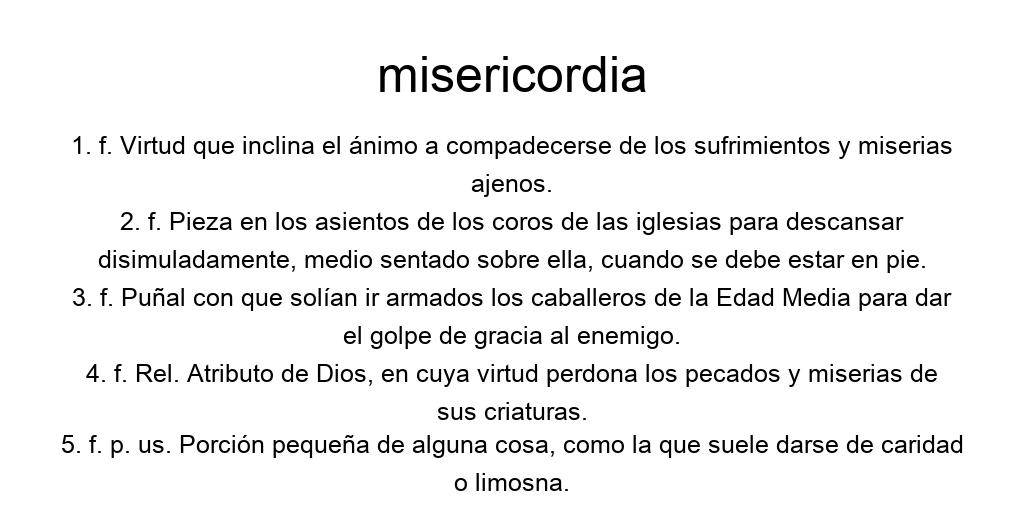 misericordia
1. f. Virtud que inclina el ánimo a compadecerse de los sufrimientos y miserias
ajenos.
2. f. Pieza en los asientos de los coros de las iglesias para descansar
disimuladamente, medio sentado sobre ella, cuando se debe estar en pie.
3. f. Puñal con que solían ir armados los caballeros de la Edad Media para dar
el golpe de gracia al enemigo.
4. f. Rel. Atributo de Dios, en cuya virtud perdona los pecados y miserias de
sus criaturas.
5. f. p. us. Porción pequeña de alguna cosa, como la que suele darse de caridad
o limosna.